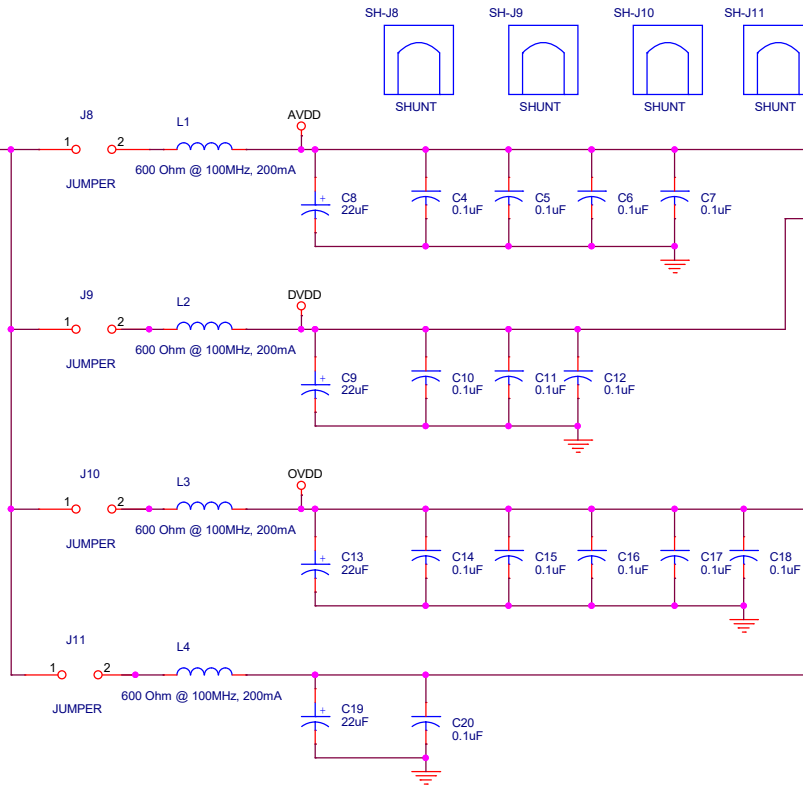 SH-J8
SH-J9
SH-J10
SH-J11
SHUNT
SHUNT
SHUNT
SHUNT
J8
L1
AVDD
1
2
JUMPER
600 Ohm @ 100MHz, 200mA
+
C8
22uF
C4
0.1uF
C5
0.1uF
C6
0.1uF
C7
0.1uF
J9
L2
DVDD
1
2
JUMPER
600 Ohm @ 100MHz, 200mA
+
C9
22uF
C10
0.1uF
C11
0.1uF
C12
0.1uF
J10
L3
OVDD
1
2
JUMPER
600 Ohm @ 100MHz, 200mA
+
C13
22uF
C14
0.1uF
C15
0.1uF
C16
0.1uF
C17
0.1uF
C18
0.1uF
J11
L4
1
2
JUMPER
600 Ohm @ 100MHz, 200mA
+
C19
22uF
C20
0.1uF